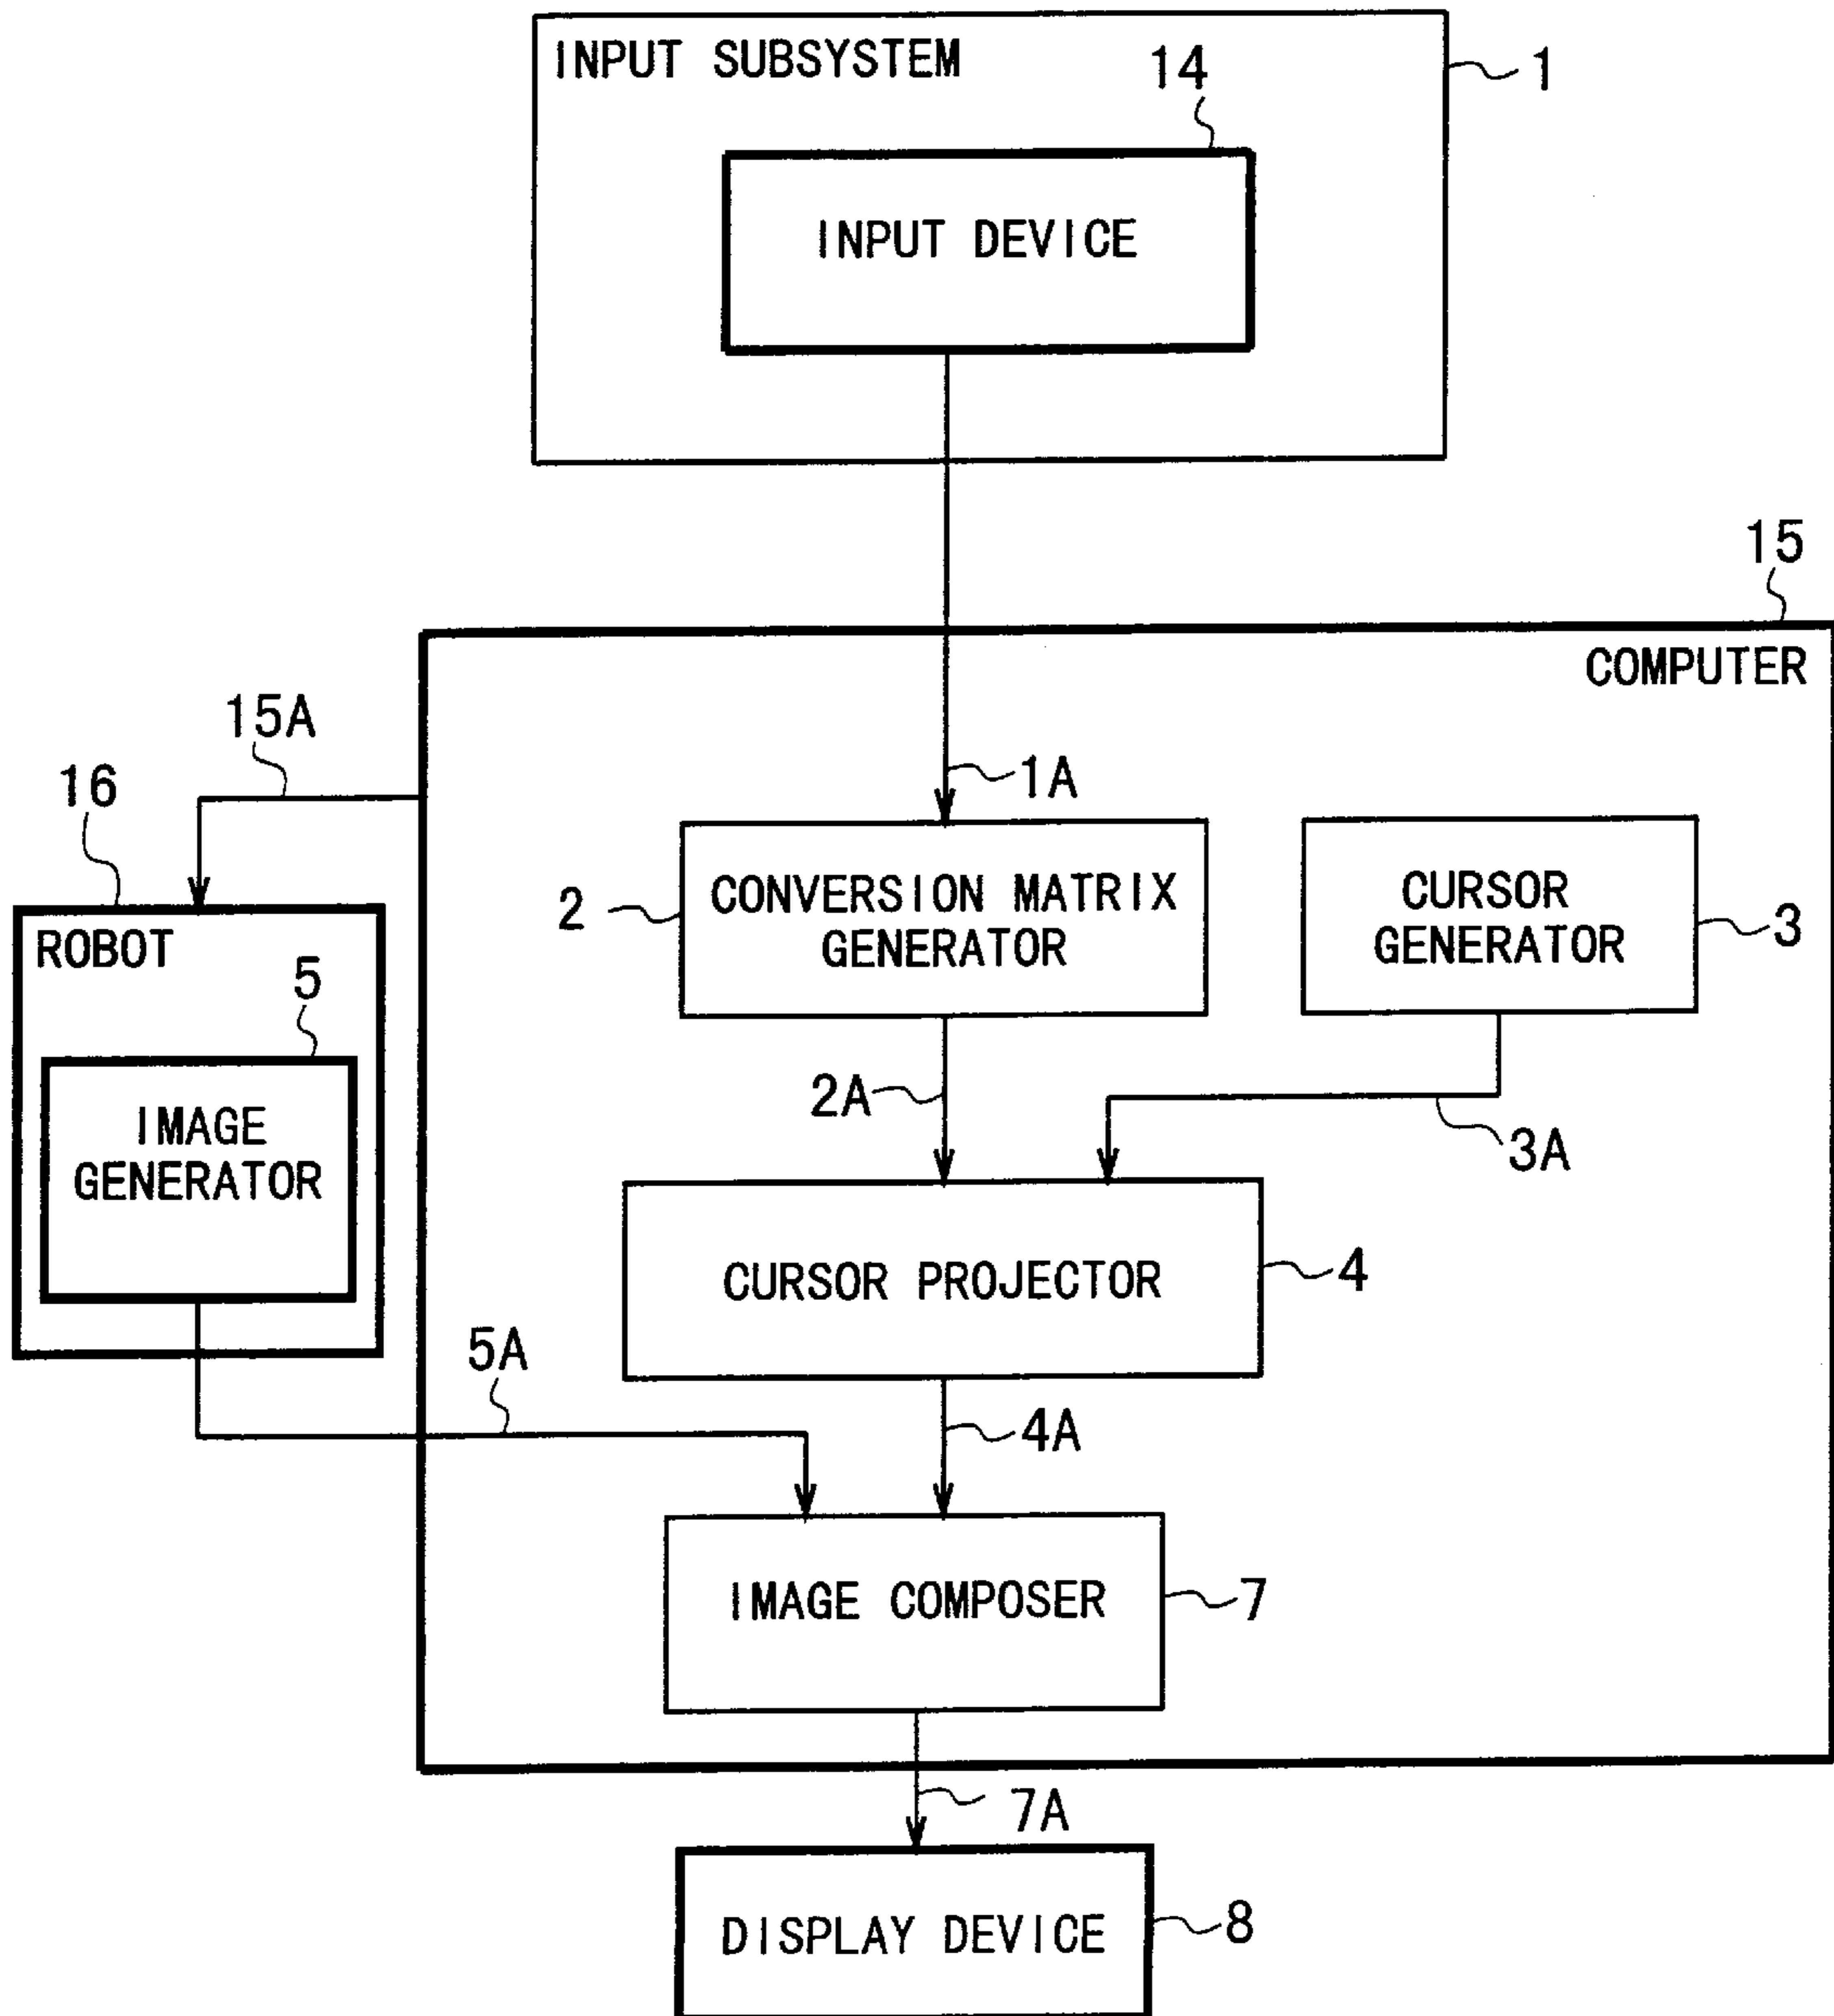 INPUT SUBSYSTEM
14
1
INPUT DEVICE
15
COMPUTER
15A
1A
16
CONVERSION MATRIX
GENERATOR
2
CURSOR
GENERATOR
3
ROBOT
5
IMAGE
GENERATOR
2A
3A
CURSOR PROJECTOR
4
5A
4A
IMAGE COMPOSER
7
7A
DISPLAY DEVICE
8